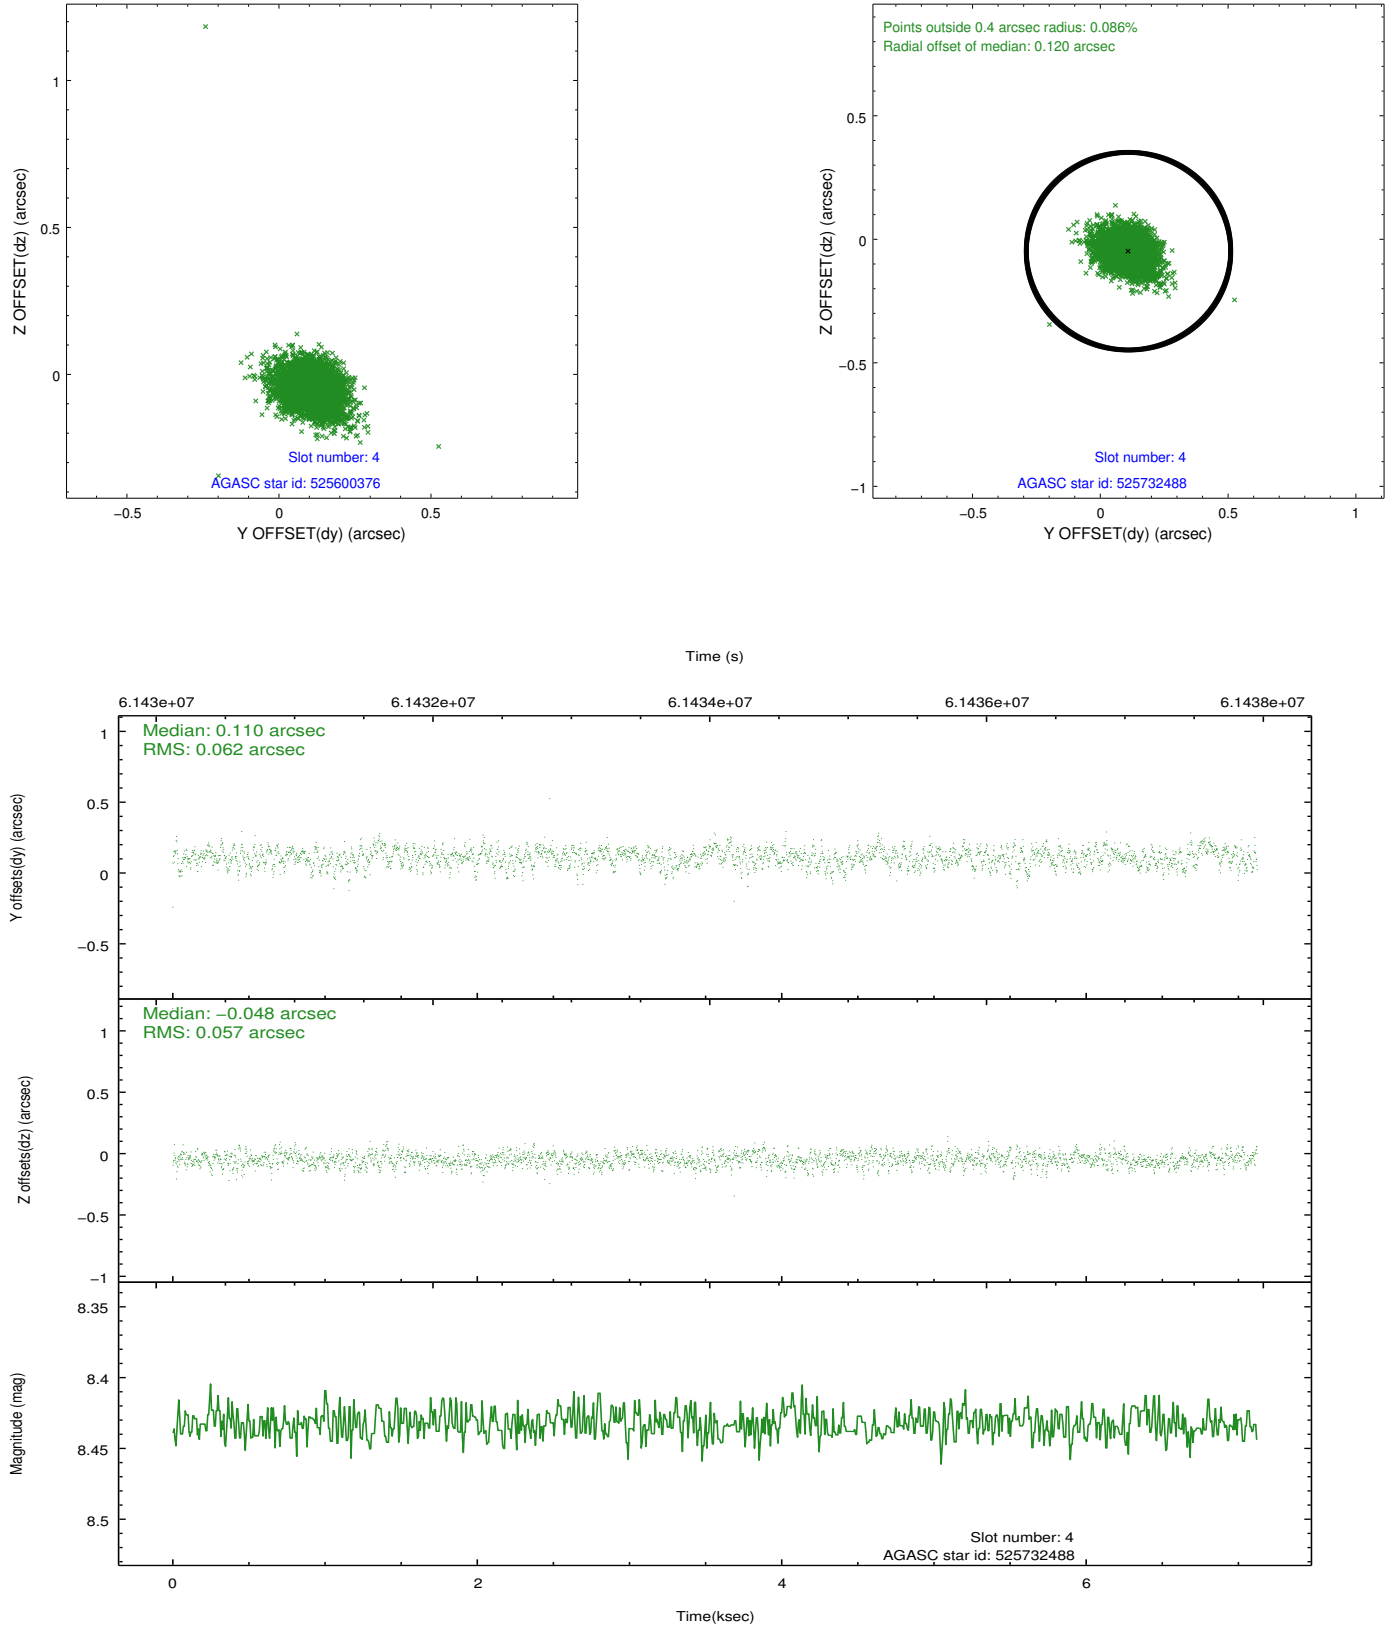 1
0.5
0
Z OFFSET(dz) (arcsec)
Slot number: 4
AGASC star id: 525600376
−0.5
0
0.5
Y OFFSET(dy) (arcsec)
Points outside 0.4 arcsec radius: 0.086%
Radial offset of median: 0.120 arcsec
0.5
0
−0.5
−1
Z OFFSET(dz) (arcsec)
Slot number: 4
AGASC star id: 525732488
−0.5
0
0.5
1
Y OFFSET(dy) (arcsec)
Time (s)
6.143e+07
6.1432e+07
6.1434e+07
6.1436e+07
6.1438e+07
Median: 0.110 arcsec
RMS: 0.062 arcsec
1
0.5
0
−0.5
Y offsets(dy) (arcsec)
Median: −0.048 arcsec
RMS: 0.057 arcsec
1
0.5
0
−0.5
−1
Z offsets(dz) (arcsec)
8.35
8.4
8.45
8.5
Magnitude (mag)
Slot number: 4
AGASC star id: 525732488
0
2
4
6
Time(ksec)